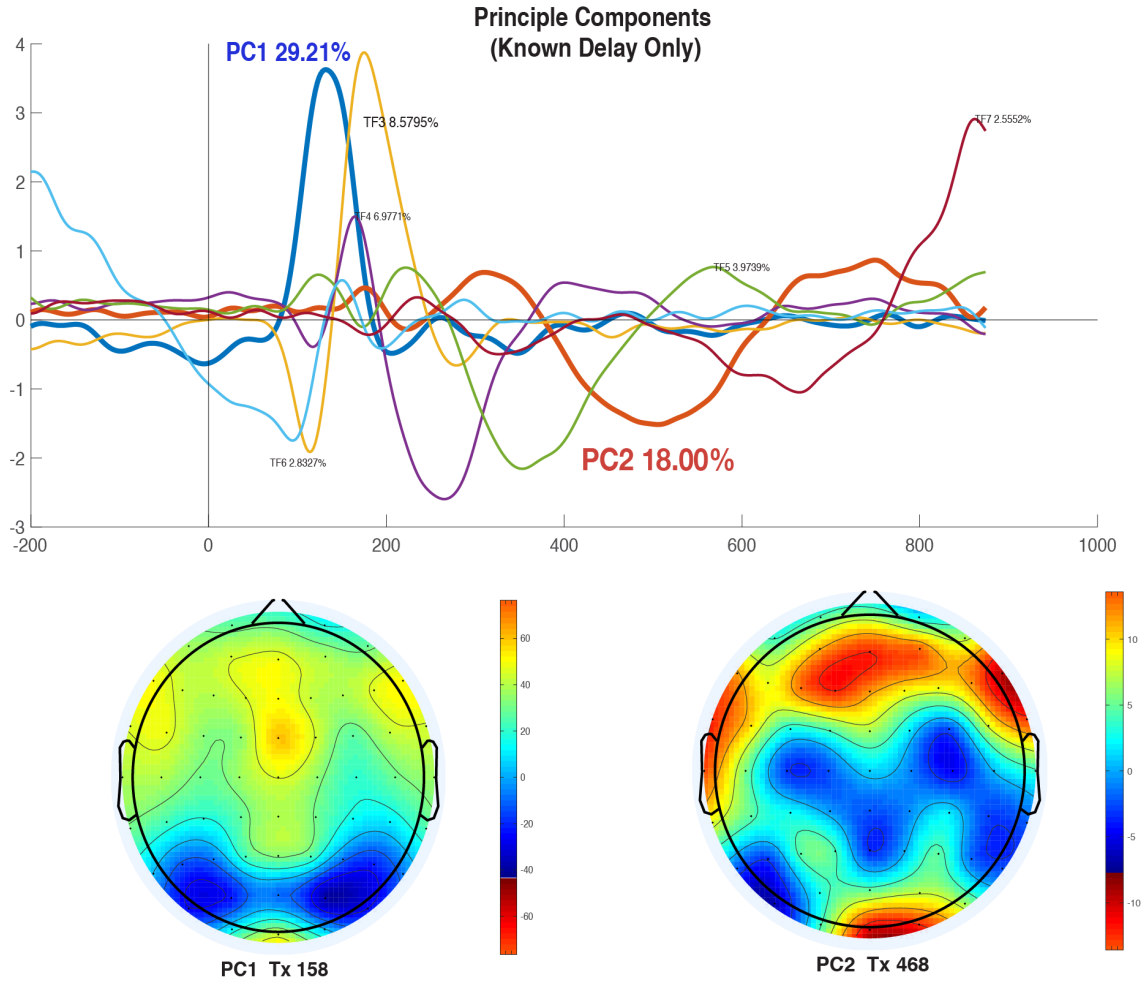 Principle Components
(Known Delay Only)
PC1 29.21%
4
3
2
1
0
-1
-2
-3
TF3 8.5795%
TF7 2.5552%
TF4 6.9771%
TF5 3.9739%
TF6 2.8327%
PC2 18.00%
-200 0 200 400 600 800 1000
60
40
20
0
-20
-40
-60
10
5
0
-5
-10
PC1 Tx 158
PC2 Tx 468